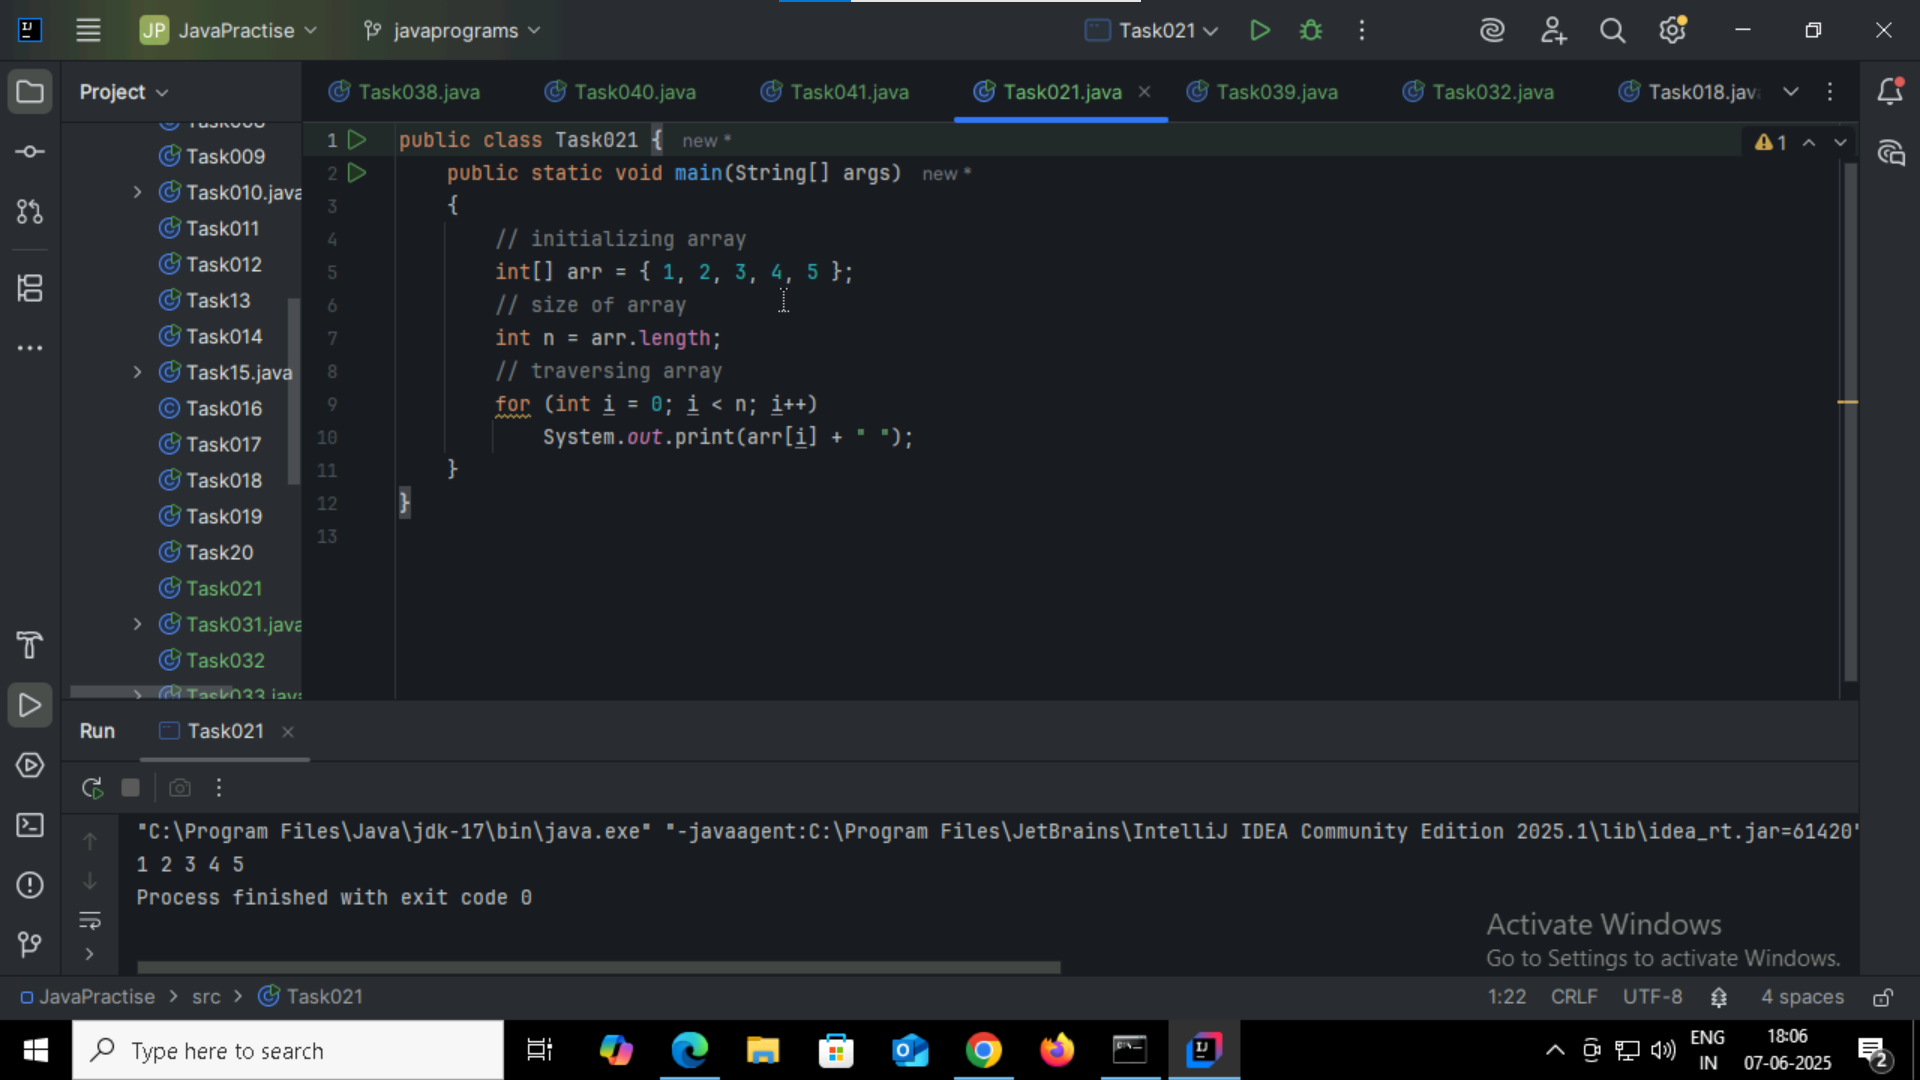 JP JavaPractise javaprograms Task021
Project Task038.java Task040.java Task041.java Task021.java Task039.java Task032.java Task018.jav
Task009
Task010.java
Task011
Task012
Task13
Task014
Task15.java
Task016
Task017
Task018
Task019
Task20
Task021
Task031.java
Task032
Task033.java
1 public class Task021 { new *
2 public static void main(String[] args) new *
3 {
4 // initializing array
5 int[] arr = { 1, 2, 3, 4, 5 };
6 // size of array
7 int n = arr.length;
8 // traversing array
9 for (int i = 0; i < n; i++)
10 System.out.print(arr[i] + " ");
11 }
12 }
13
1
Run Task021
"C:\Program Files\Java\jdk-17\bin\java.exe" "-javaagent:C:\Program Files\JetBrains\IntelliJ IDEA Community Edition 2025.1\lib\idea_rt.jar=61420"
1 2 3 4 5
Process finished with exit code 0
Activate Windows
Go to Settings to activate Windows.
JavaPractise > src > Task021 1:22 CRLF UTF-8 4 spaces
Type here to search
ENG
IN
18:06
07-06-2025
2